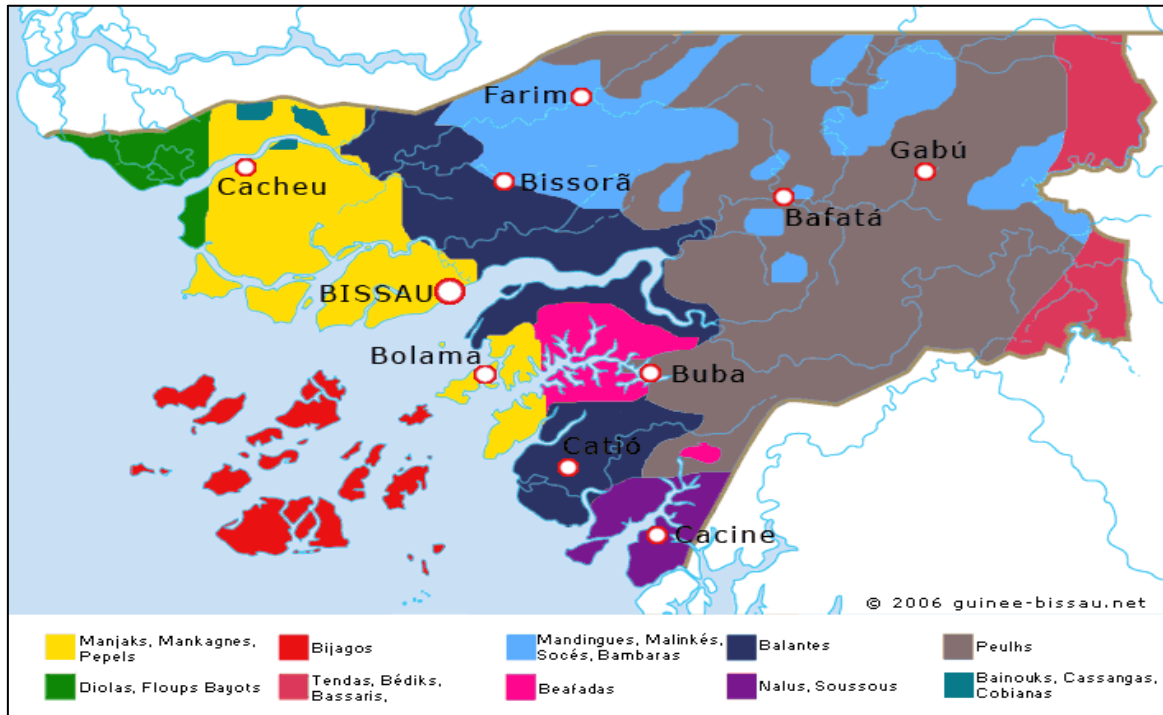 Farim
Gabú
Cacheu
Bissorã
Bafatá
BISSAU
Bolama
Buba
Catió
Cacine
© 2006 guinee-bissau.net
Manjaks, Mankagnes,
Pepels
Bijagos
Mandingues, Malinkés,
Socés, Bambaras
Balantes
Peulhs
Diolas, Floups Bayots
Tendas, Bédiks,
Bassaris,
Beafadas
Nalus, Soussous
Bainouks, Cassangas,
Cobianas